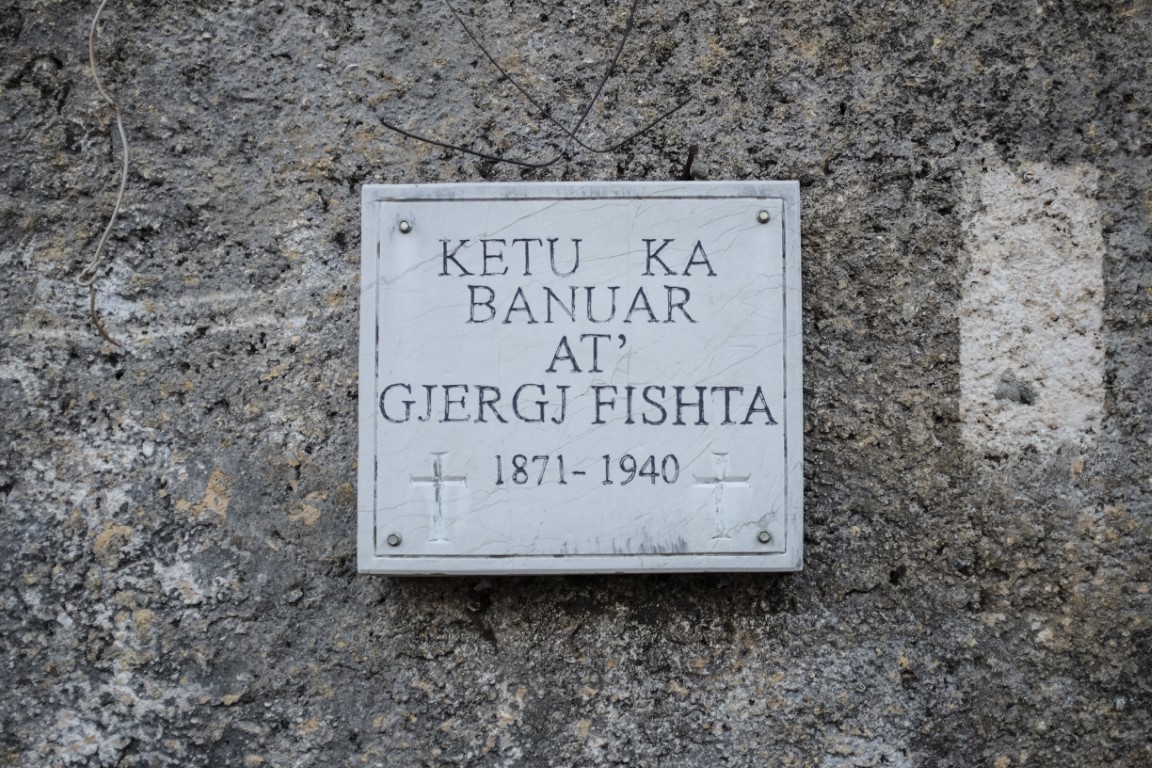 KETU KA
BANUAR
AT’
GJERGJ FISHTA
1871- 1940